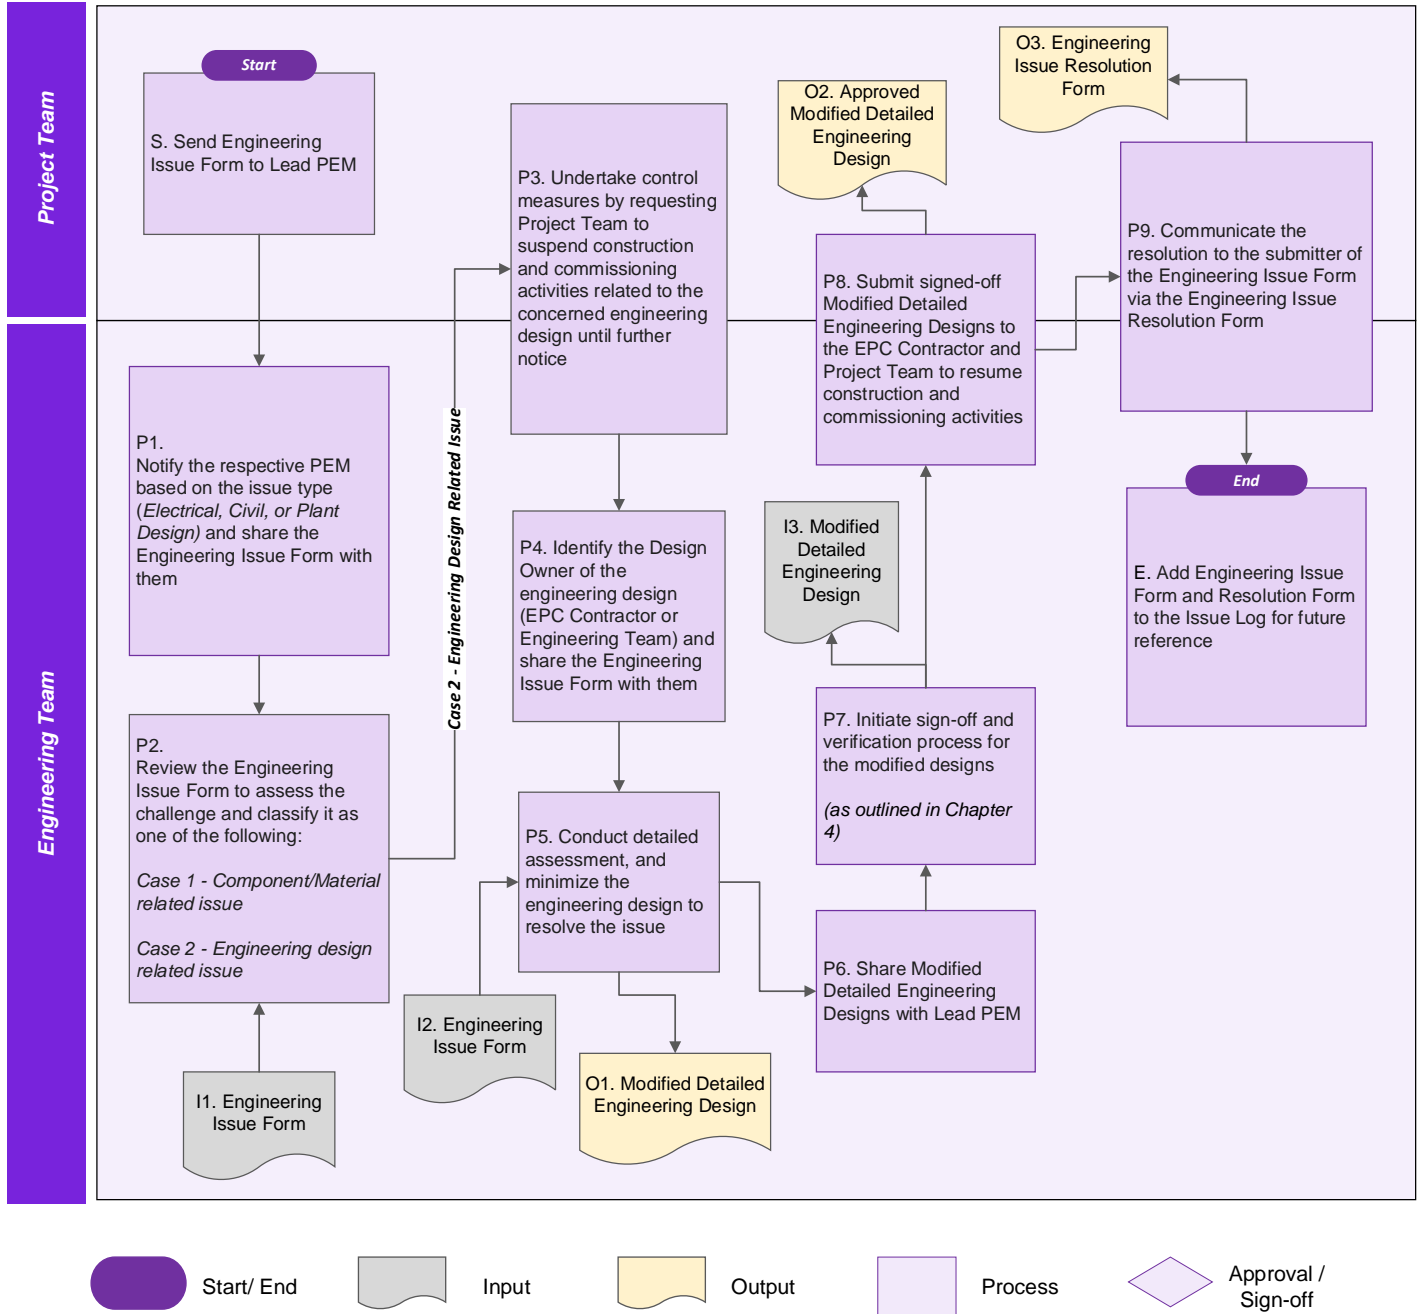 Project Team
Start
S. Send Engineering
Issue Form to Lead PEM
P3. Undertake control
measures by requesting
Project Team to
suspend construction
and commissioning
activities related to the
concerned engineering
design until further
notice
O2. Approved
Modified Detailed
Engineering
Design
O3. Engineering
Issue Resolution
Form
P8. Submit signed-off
Modified Detailed
Engineering Designs to
the EPC Contractor and
Project Team to resume
construction and
commissioning activities
P9. Communicate the
resolution to the submitter of
the Engineering Issue Form
via the Engineering Issue
Resolution Form
Engineering Team
P1.
Notify the respective PEM
based on the issue type
(Electrical, Civil, or Plant
Design) and share the
Engineering Issue Form with
them
Case 2 - Engineering Design Related Issue
P2.
Review the Engineering
Issue Form to assess the
challenge and classify it as
one of the following:
Case 1 - Component/Material
related issue
Case 2 - Engineering design
related issue
I1. Engineering
Issue Form
P4. Identify the Design
Owner of the
engineering design
(EPC Contractor or
Engineering Team) and
share the Engineering
Issue Form with them
P5. Conduct detailed
assessment, and
minimize the
engineering design to
resolve the issue
I2. Engineering
Issue Form
O1. Modified Detailed
Engineering Design
I3. Modified
Detailed
Engineering
Design
P7. Initiate sign-off and
verification process for
the modified designs
(as outlined in Chapter
4)
P6. Share Modified
Detailed Engineering
Designs with Lead PEM
End
E. Add Engineering Issue
Form and Resolution Form
to the Issue Log for future
reference
Start/ End
Input
Output
Process
Approval /
Sign-off